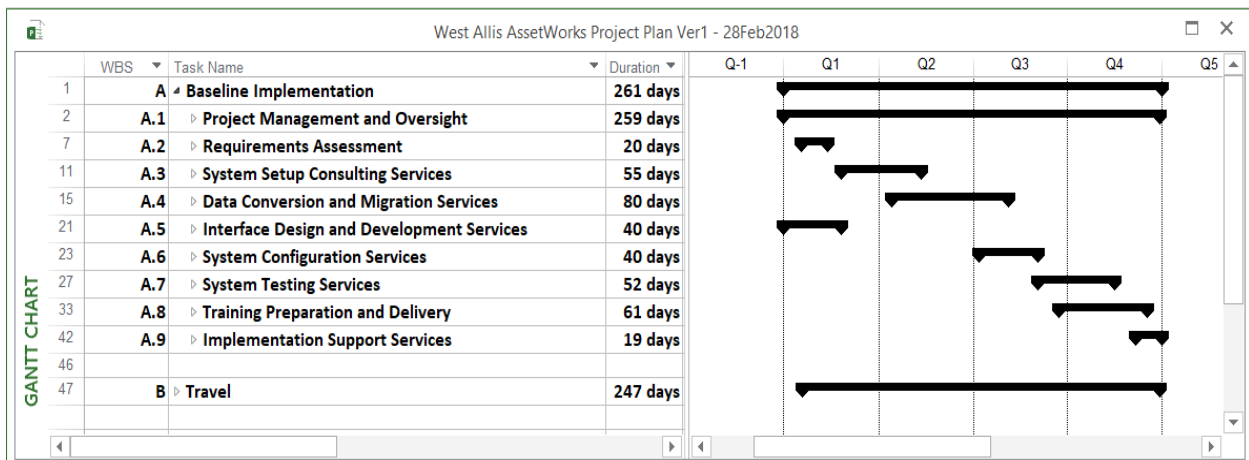 West Allis AssetWorks Project Plan Ver1 - 28Feb2018
WBS Task Name Duration Q-1 Q1 Q2 Q3 Q4 Q5
1 A Baseline Implementation 261 days
2 A.1 Project Management and Oversight 259 days
7 A.2 Requirements Assessment 20 days
11 A.3 System Setup Consulting Services 55 days
15 A.4 Data Conversion and Migration Services 80 days
21 A.5 Interface Design and Development Services 40 days
23 A.6 System Configuration Services 40 days
27 A.7 System Testing Services 52 days
33 A.8 Training Preparation and Delivery 61 days
42 A.9 Implementation Support Services 19 days
46
47 B Travel 247 days
GANTT CHART